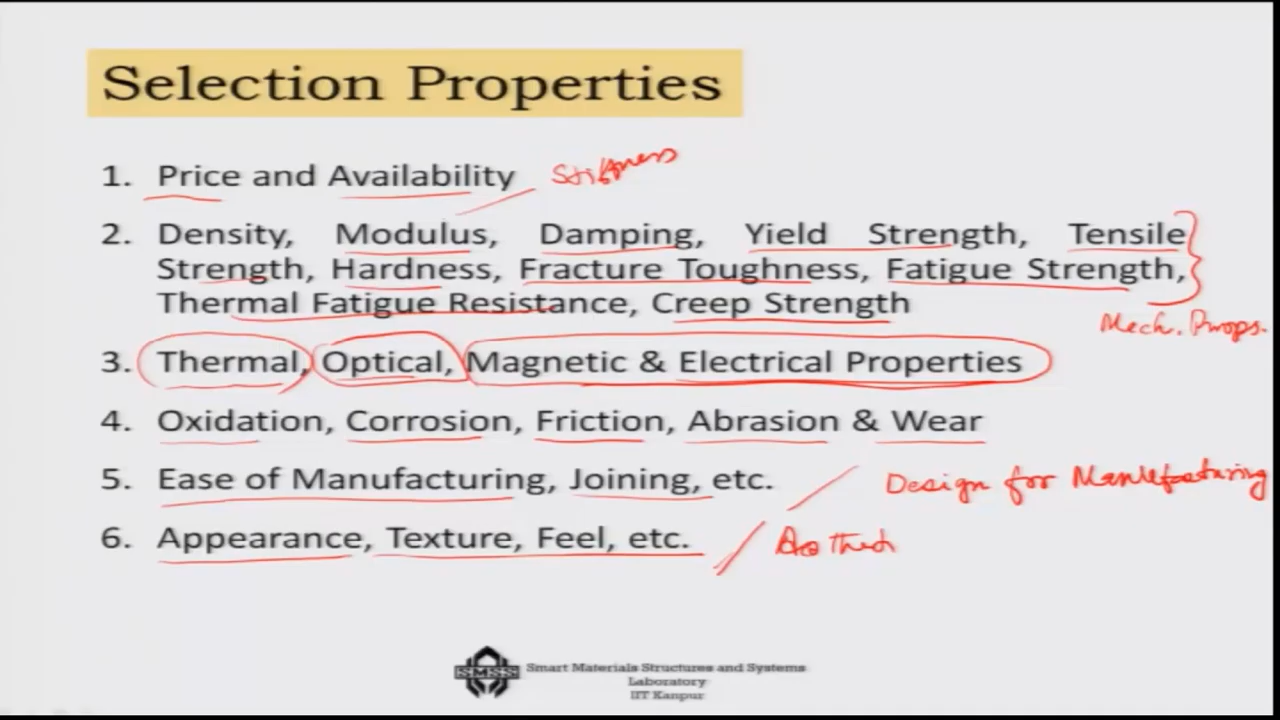 Selection Properties
1. Price and Availability
Stiffness
2. Density, Modulus, Damping, Yield Strength, Tensile
Strength, Hardness, Fracture Toughness, Fatigue Strength,
Thermal Fatigue Resistance, Creep Strength
Mech. Props.
3. Thermal, Optical, Magnetic & Electrical Properties
4. Oxidation, Corrosion, Friction, Abrasion & Wear
5. Ease of Manufacturing, Joining, etc.
Design for Manufacturing
6. Appearance, Texture, Feel, etc.
SMSS
Smart Materials Structures and Systems
Laboratory
IIT Kanpur